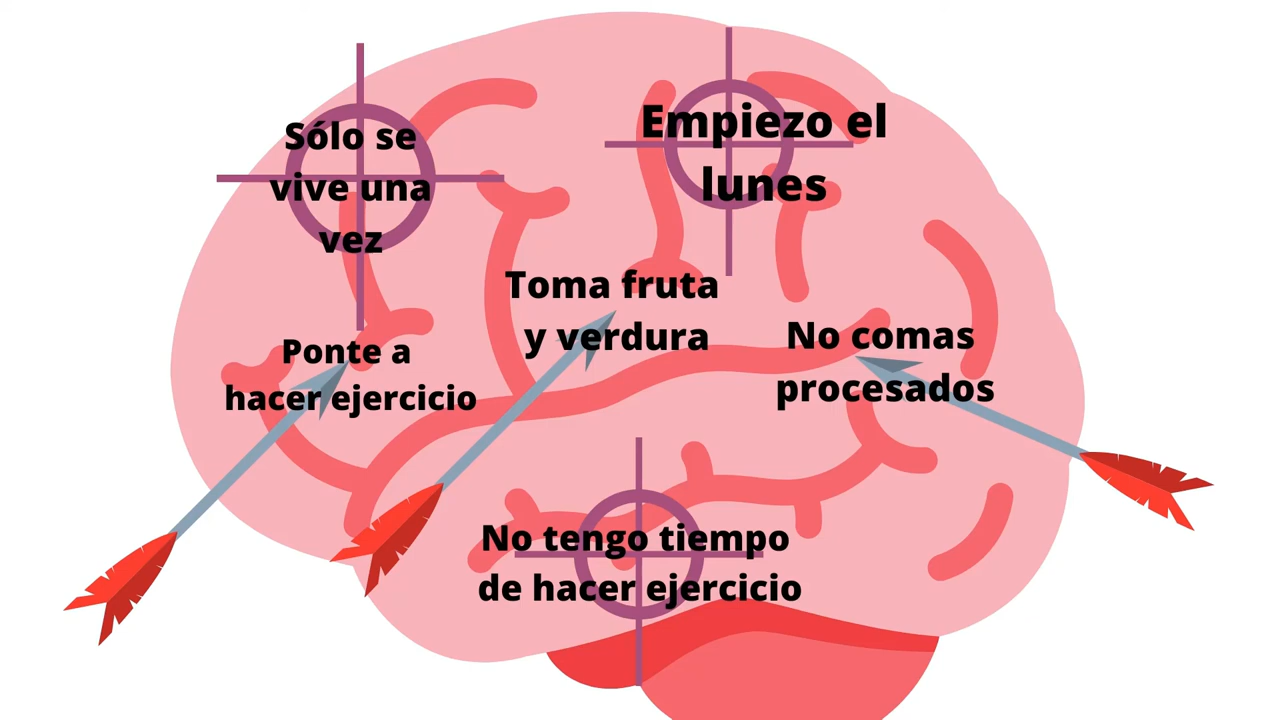 Sólo se
vive una
vez
Empiezo el
lunes
Toma fruta
y verdura
No comas
procesados
Ponte a
hacer ejercicio
No tengo tiempo
de hacer ejercicio